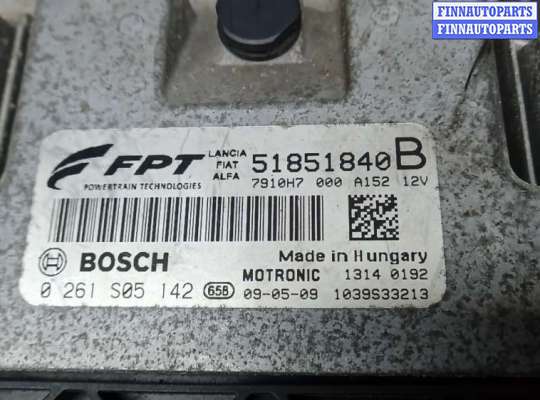 FINNAUTOPARTS
FINNAUTOPARTS
FPT
POWERTRAIN TECHNOLOGIES
LANCIA
FIAT
ALFA
51851840 B
7910H7 000 A152 12V
BOSCH
Made in Hungary
MOTRONIC 1314 0192
0 261 S05 142 658 09-05-09 1039S33213